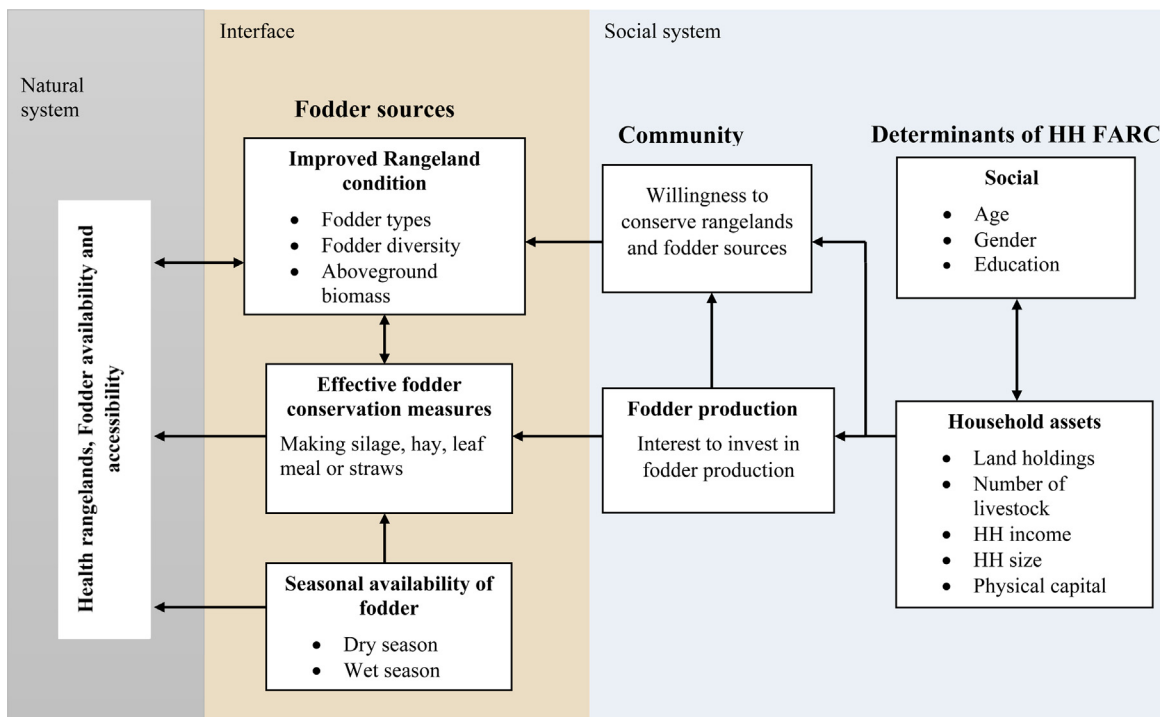 Natural
system
Health rangelands, Fodder availability and
accessibility
Interface
Fodder sources
Improved Rangeland
condition
• Fodder types
• Fodder diversity
• Aboveground
biomass
Effective fodder
conservation measures
Making silage, hay, leaf
meal or straws
Seasonal availability of
fodder
• Dry season
• Wet season
Social system
Community
Willingness to
conserve rangelands
and fodder sources
Fodder production
Interest to invest in
fodder production
Determinants of HH FARC
Social
• Age
• Gender
• Education
Household assets
• Land holdings
• Number of
livestock
• HH income
• HH size
• Physical capital